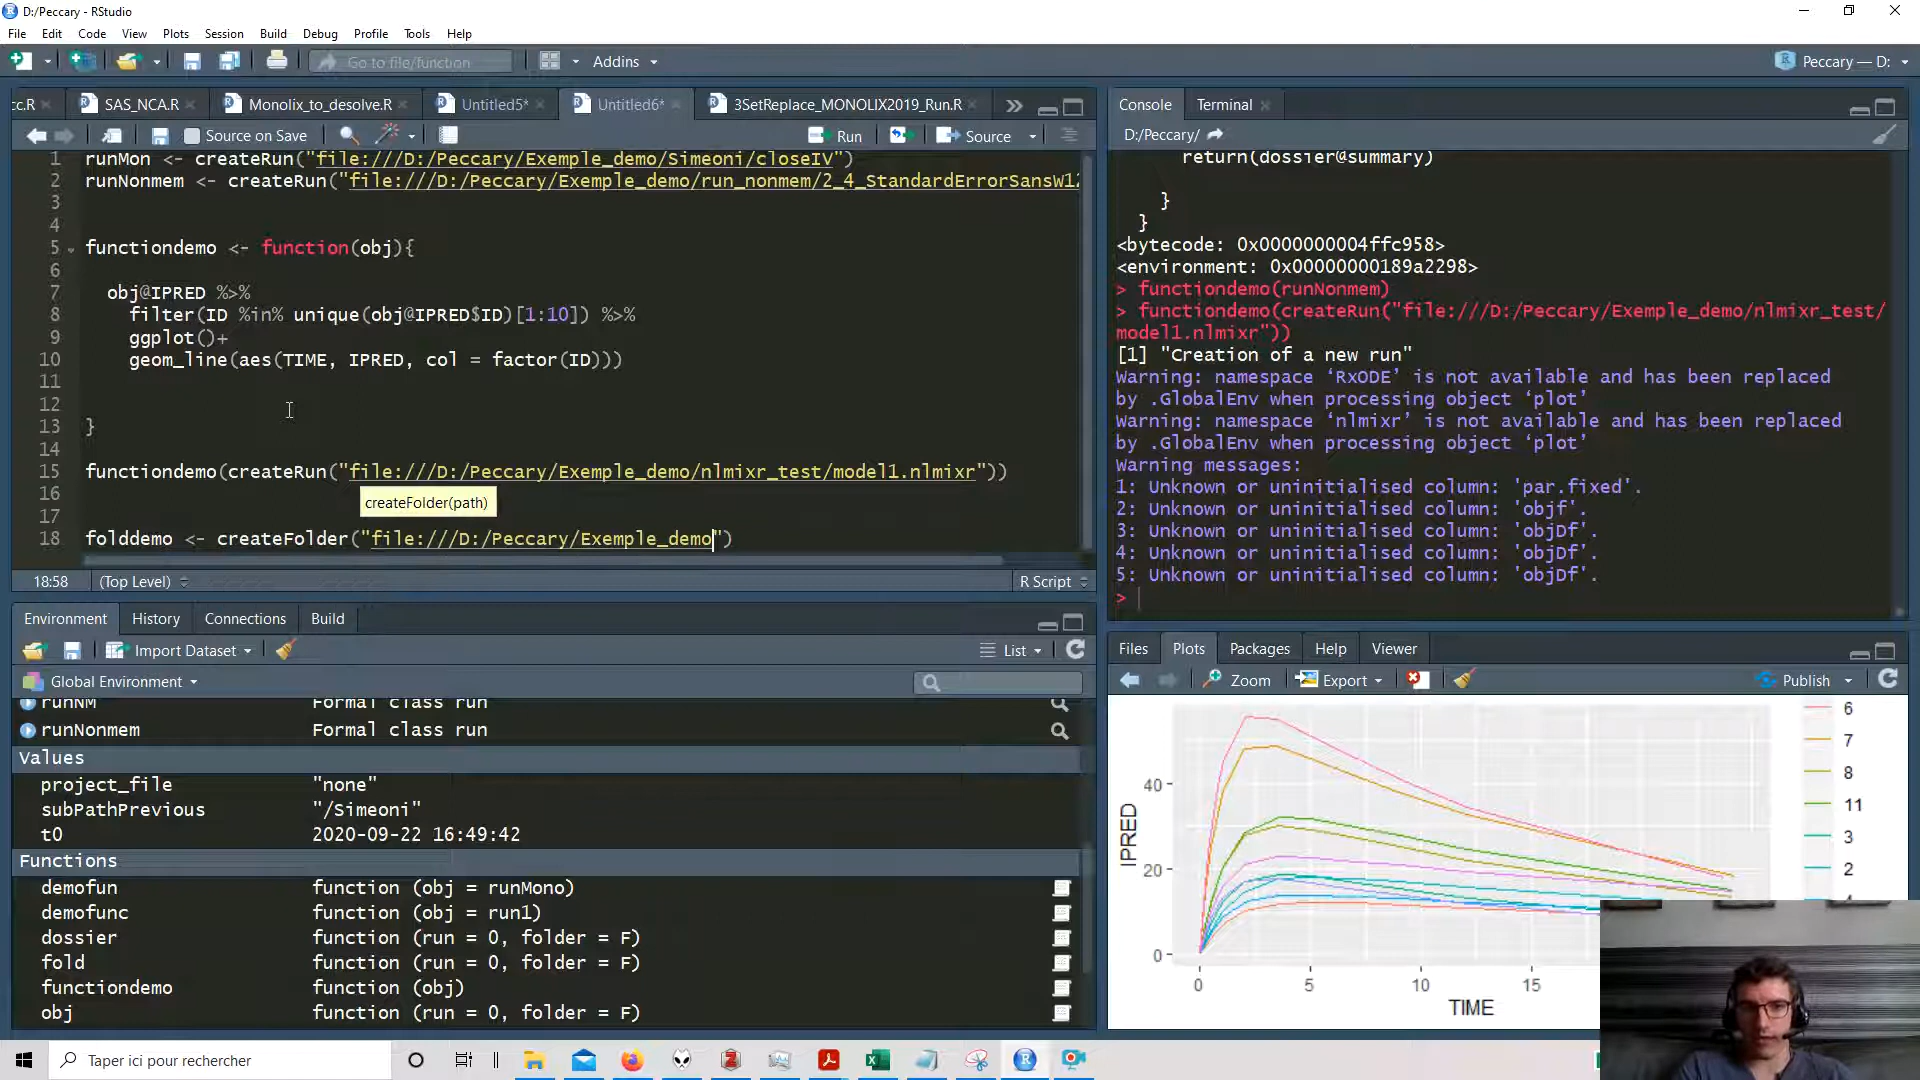 D:/Peccary - RStudio
File Edit Code View Plots Session Build Debug Profile Tools Help
Go to file/function Addins Peccary — D:
cc.R SAS_NCA.R Monolix_to_desolve.R Untitled5* Untitled6* 3SetReplace_MONOLIX2019_Run.R
Source on Save Run Source
1 runMon <- createRun("file:///D:/Peccary/Exemple_demo/Simeoni/closeIV")
2 runNonmem <- createRun("file:///D:/Peccary/Exemple_demo/run_nonmem/2_4_StandardErrorSansW12
3
4
5 functiondemo <- function(obj){
6
7 obj@IPRED %>%
8 filter(ID %in% unique(obj@IPRED$ID)[1:10]) %>%
9 ggplot()+
10 geom_line(aes(TIME, IPRED, col = factor(ID)))
11
12
13 }
14
15 functiondemo(createRun("file:///D:/Peccary/Exemple_demo/nlmixr_test/model1.nlmixr"))
16
createFolder(path)
17
18 folddemo <- createFolder("file:///D:/Peccary/Exemple_demo")
18:58 (Top Level) R Script
Environment History Connections Build
Import Dataset List
Global Environment
runNM Formal class run
runNonmem Formal class run
Values
project_file "none"
subPathPrevious "/Simeoni"
t0 2020-09-22 16:49:42
Functions
demofun function (obj = runMono)
demofunc function (obj = run1)
dossier function (run = 0, folder = F)
fold function (run = 0, folder = F)
functiondemo function (obj)
obj function (run = 0, folder = F)
Console Terminal
D:/Peccary/
return(dossier@summary)
}
}
<bytecode: 0x0000000004ffc958>
<environment: 0x00000000189a2298>
> functiondemo(runNonmem)
> functiondemo(createRun("file:///D:/Peccary/Exemple_demo/nlmixr_test/
model1.nlmixr"))
[1] "Creation of a new run"
Warning: namespace ‘RxODE’ is not available and has been replaced
by .GlobalEnv when processing object ‘plot’
Warning: namespace ‘nlmixr’ is not available and has been replaced
by .GlobalEnv when processing object ‘plot’
Warning messages:
1: Unknown or uninitialised column: 'par.fixed'.
2: Unknown or uninitialised column: 'objf'.
3: Unknown or uninitialised column: 'objDf'.
4: Unknown or uninitialised column: 'objDf'.
5: Unknown or uninitialised column: 'objDf'.
>
Files Plots Packages Help Viewer
Zoom Export Publish
6
7
8
11
3
2
40
20
0
IPRED
0 5 10 15
TIME
Taper ici pour rechercher